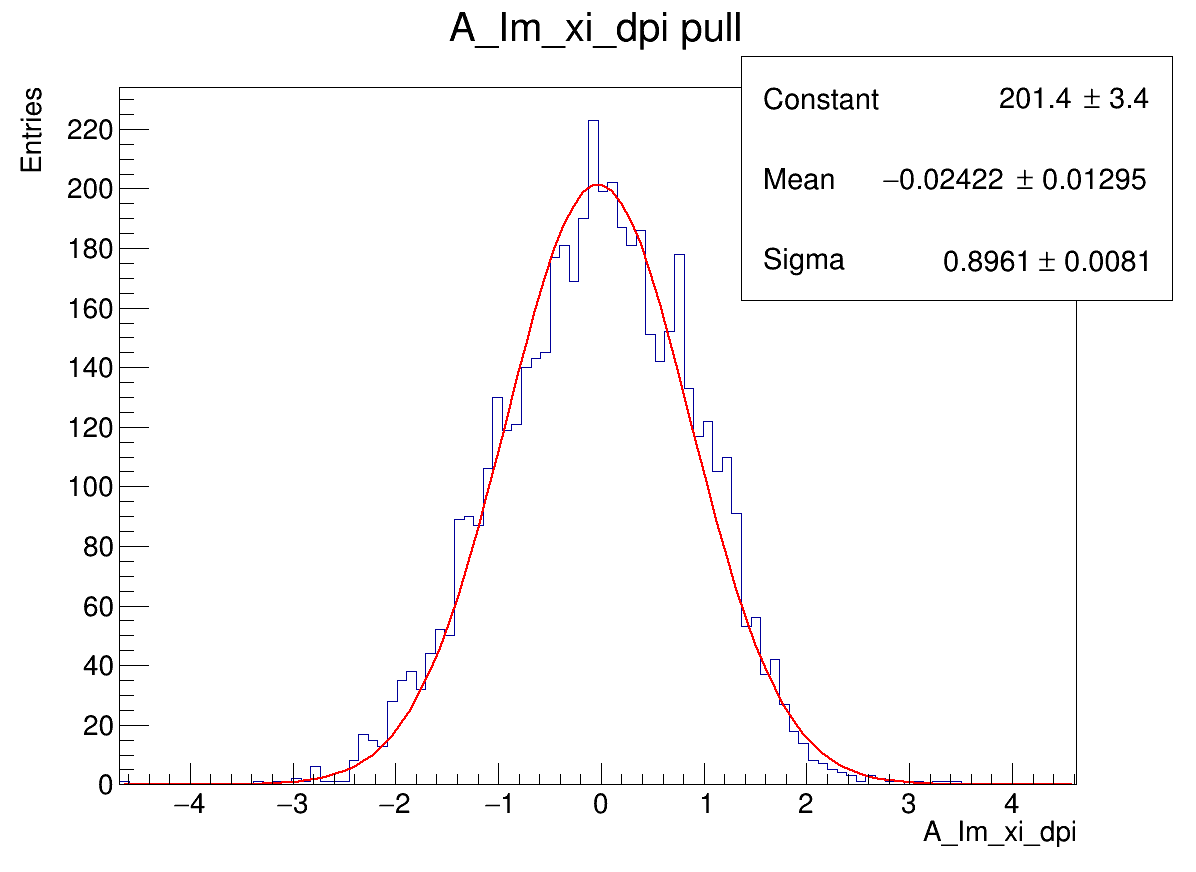 A_Im_xi_dpi pull
Constant 201.4 ± 3.4
Mean −0.02422 ± 0.01295
Sigma 0.8961 ± 0.0081
Entries
220
200
180
160
140
120
100
80
60
40
20
0
−4 −3 −2 −1 0 1 2 3 4
A_Im_xi_dpi